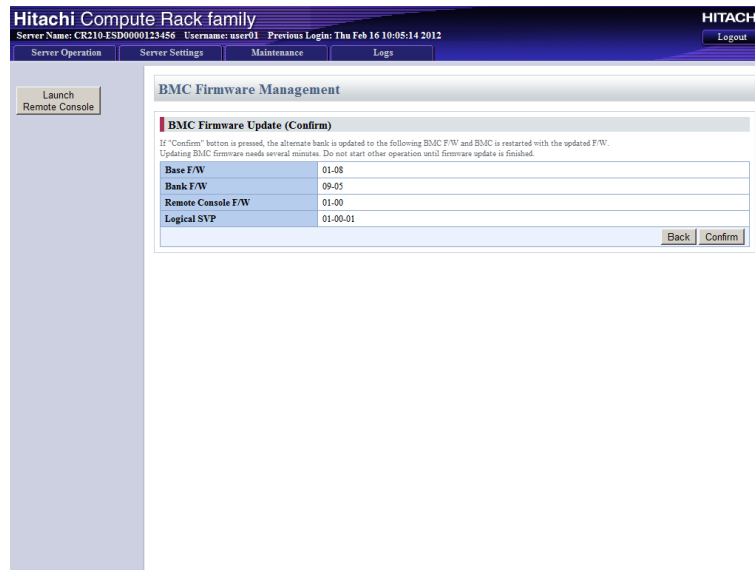 Hitachi Compute Rack family
HITACHI
Server Name: CR210-ESD0000123456 Username: user01 Previous Login: Thu Feb 16 10:05:14 2012
Logout
Server Operation Server Settings Maintenance Logs
Launch
Remote Console
BMC Firmware Management
BMC Firmware Update (Confirm)
If "Confirm" button is pressed, the alternate bank is updated to the following BMC F/W and BMC is restarted with the updated F/W.
Updating BMC firmware needs several minutes. Do not start other operation until firmware update is finished.
Base F/W 01-08
Bank F/W 09-05
Remote Console F/W 01-00
Logical SVP 01-00-01
Back Confirm